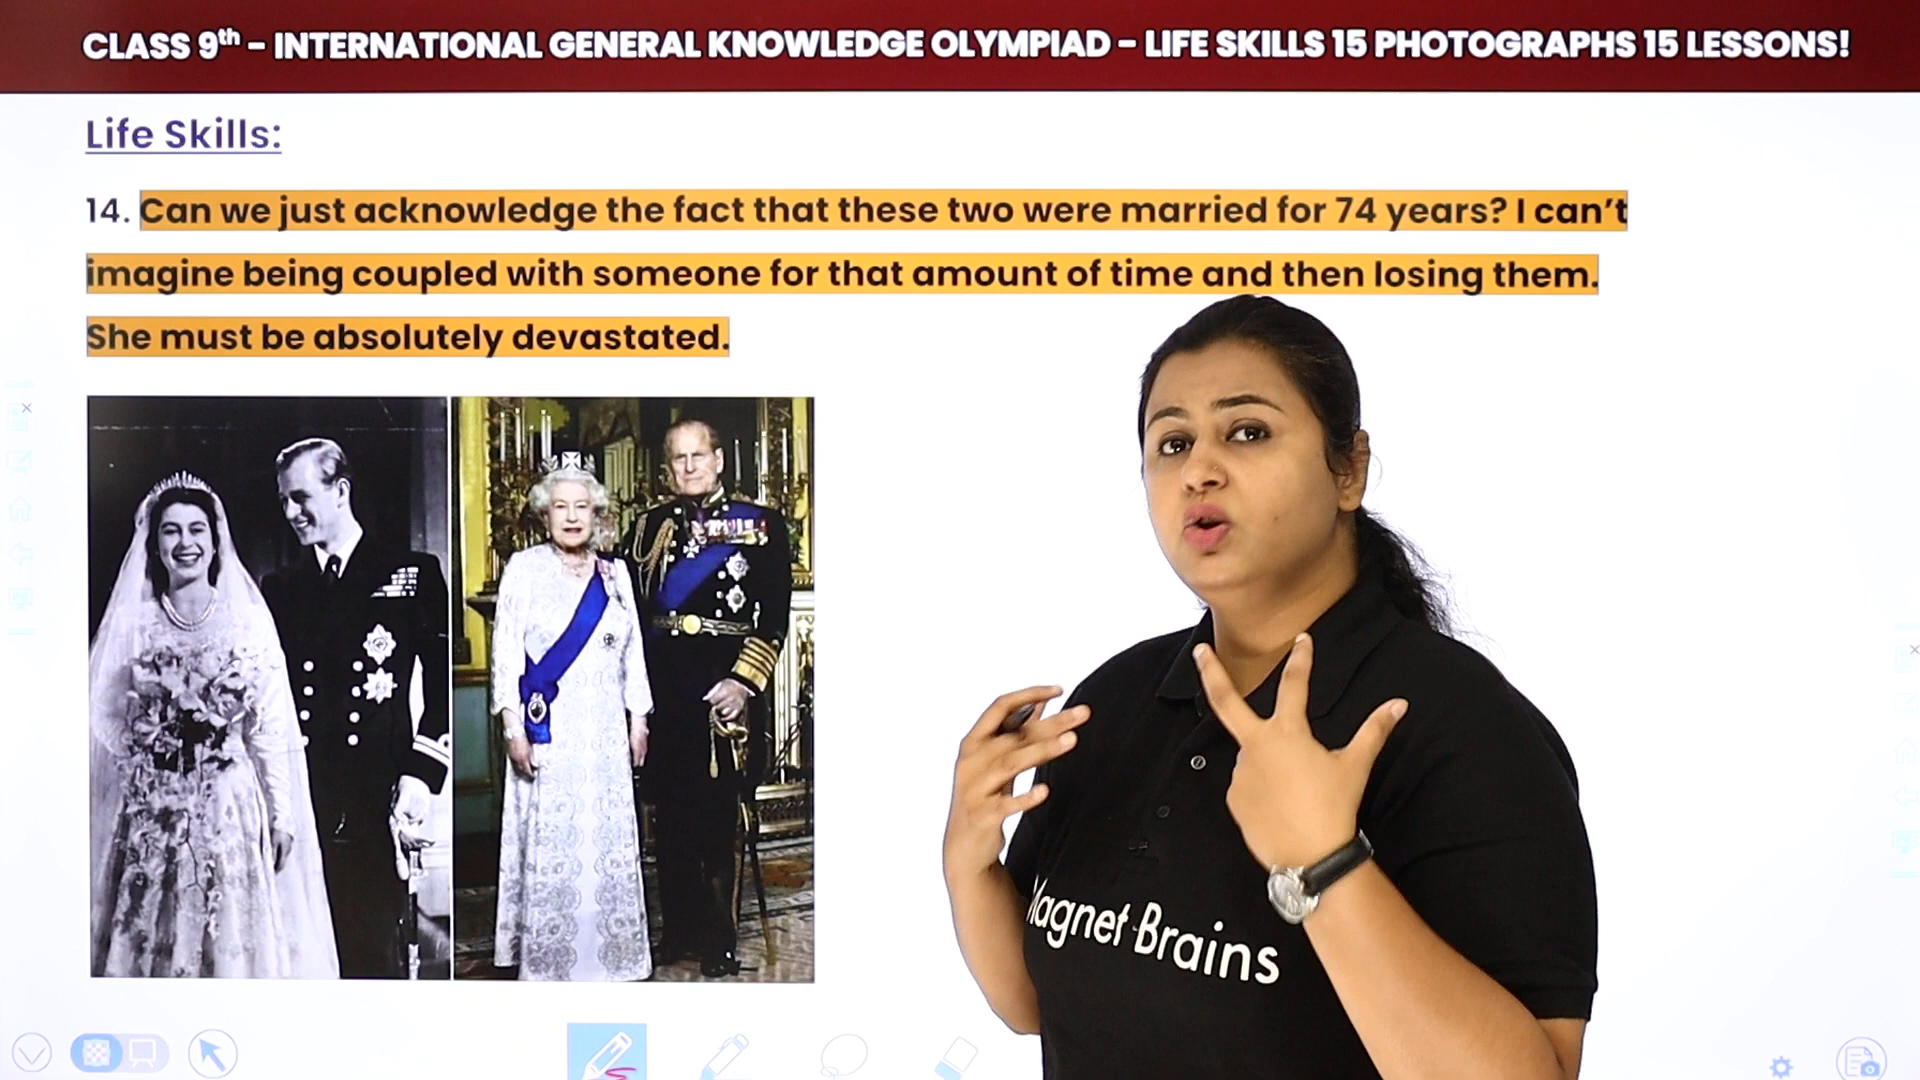 CLASS 9th – INTERNATIONAL GENERAL KNOWLEDGE OLYMPIAD – LIFE SKILLS 15 PHOTOGRAPHS 15 LESSONS!
Life Skills:
14. Can we just acknowledge the fact that these two were married for 74 years? I can’t
imagine being coupled with someone for that amount of time and then losing them.
She must be absolutely devastated.
Magnet Brains